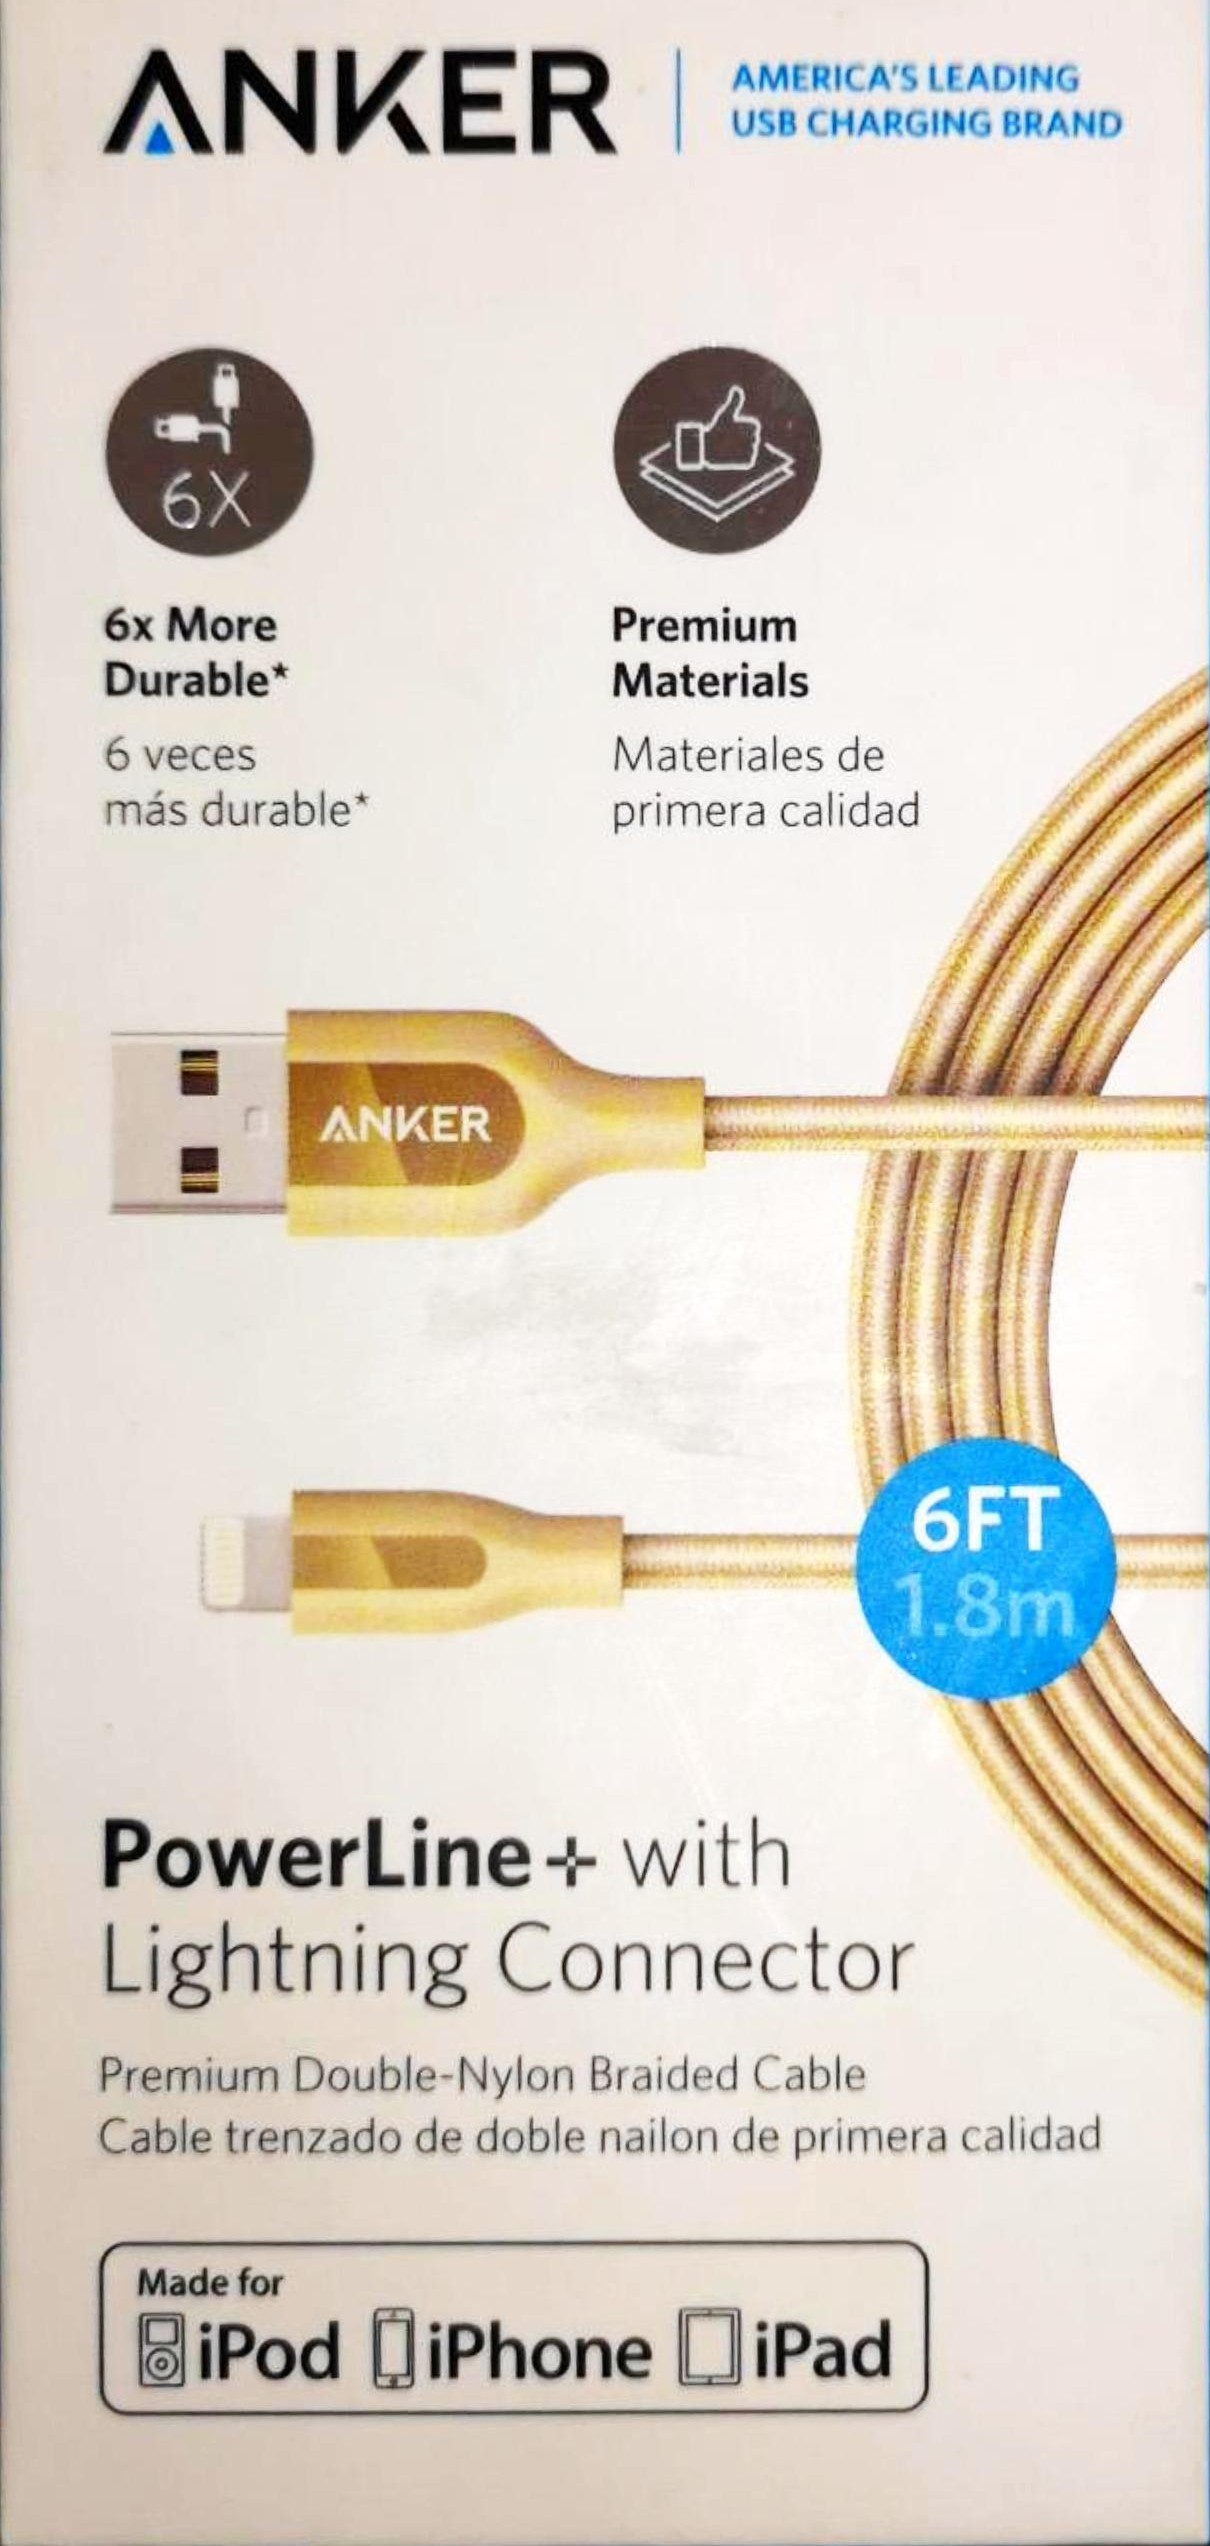 ANKER
AMERICA'S LEADING
USB CHARGING BRAND
6X
6x More
Durable*
6 veces
más durable*
Premium
Materials
Materiales de
primera calidad
ANKER
6FT
1.8m
PowerLine+ with
Lightning Connector
Premium Double-Nylon Braided Cable
Cable trenzado de doble nailon de primera calidad
Made for
iPod iPhone iPad